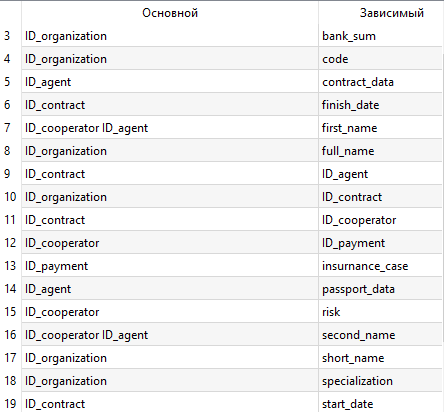 Основной Зависимый
3 ID_organization bank_sum
4 ID_organization code
5 ID_agent contract_data
6 ID_contract finish_date
7 ID_cooperator ID_agent first_name
8 ID_organization full_name
9 ID_contract ID_agent
10 ID_organization ID_contract
11 ID_contract ID_cooperator
12 ID_cooperator ID_payment
13 ID_payment insurnance_case
14 ID_agent passport_data
15 ID_cooperator risk
16 ID_cooperator ID_agent second_name
17 ID_organization short_name
18 ID_organization specialization
19 ID_contract start_date